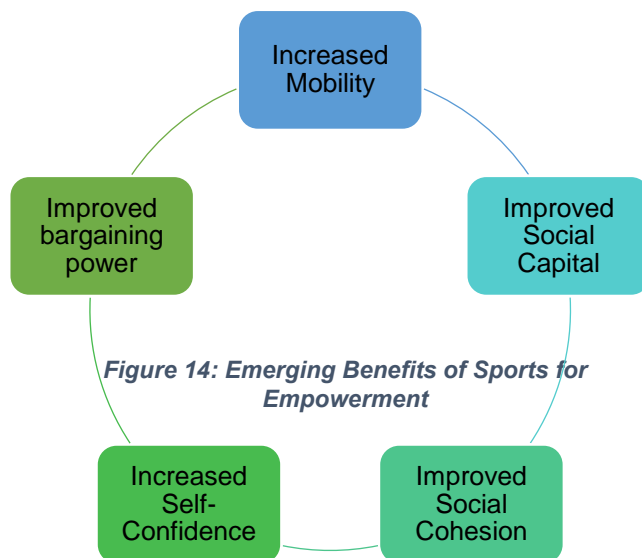 Increased
Mobility
Improved
bargaining
power
Improved
Social
Capital
Figure 14: Emerging Benefits of Sports for
Empowerment
Increased
Self-
Confidence
Improved
Social
Cohesion